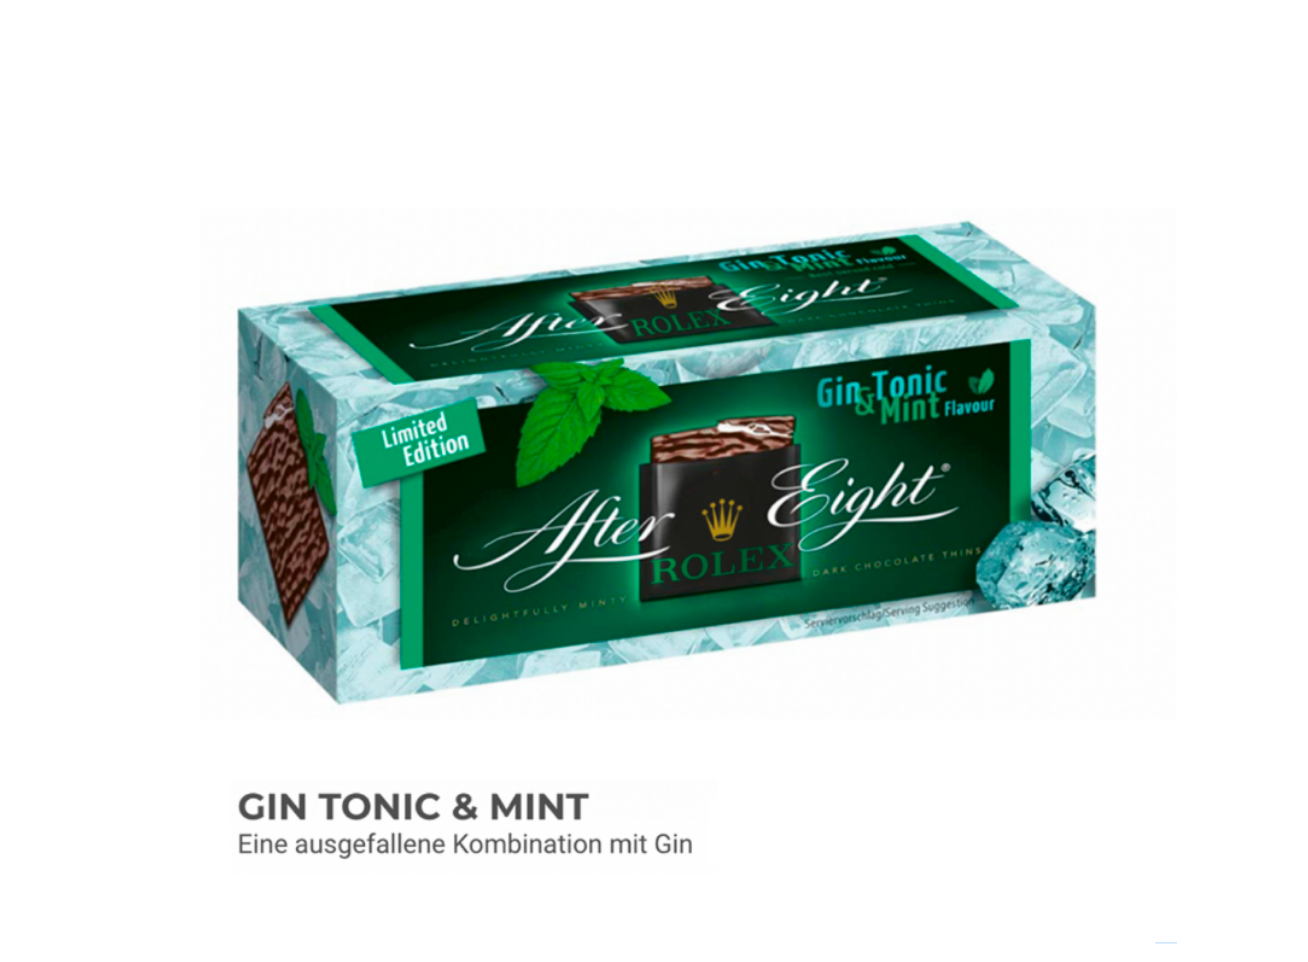 Gin Tonic
& Mint Flavour
After Eight®
ROLEX
Limited
Edition
Gin Tonic
& Mint Flavour
After Eight®
ROLEX
DELIGHTFULLY MINTY
DARK CHOCOLATE THINS
Serviervorschlag/Serving Suggestion
GIN TONIC & MINT
Eine ausgefallene Kombination mit Gin